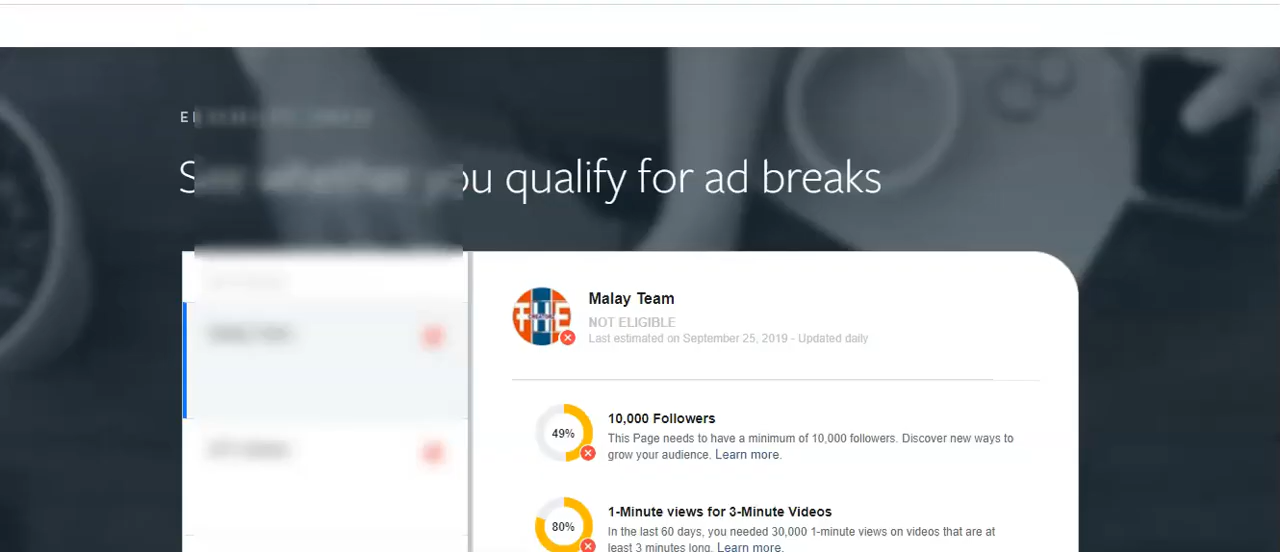 ou qualify for ad breaks
Malay Team
NOT ELIGIBLE
Last estimated on September 25, 2019 - Updated daily
49%
10,000 Followers
This Page needs to have a minimum of 10,000 followers. Discover new ways to
grow your audience. Learn more.
80%
1-Minute views for 3-Minute Videos
In the last 60 days, you needed 30,000 1-minute views on videos that are at
least 3 minutes long. Learn more.